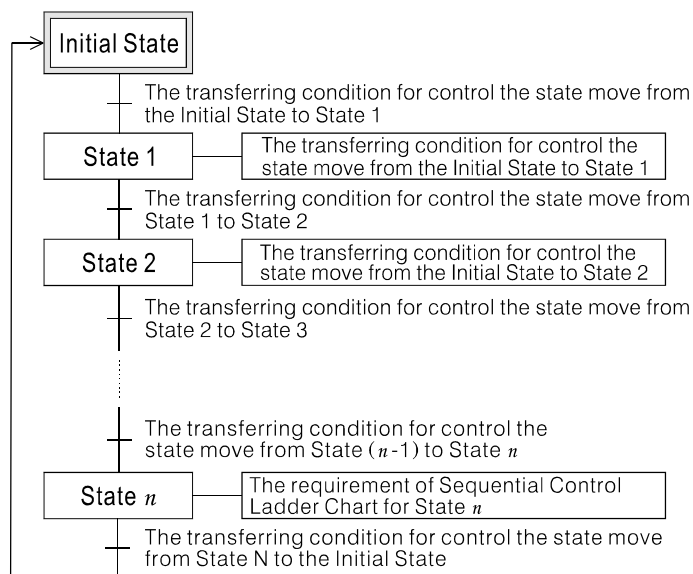 Initial State
The transferring condition for control the state move from
the Initial State to State 1
State 1
The transferring condition for control the
state move from the Initial State to State 1
The transferring condition for control the state move from
State 1 to State 2
State 2
The transferring condition for control the
state move from the Initial State to State 2
The transferring condition for control the state move from
State 2 to State 3
The transferring condition for control the
state move from State (n-1) to State n
State n
The requirement of Sequential Control
Ladder Chart for State n
The transferring condition for control the state move
from State N to the Initial State